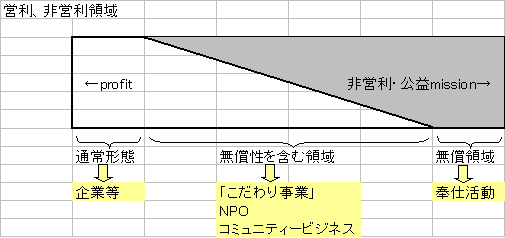 営利、非営利領域
←profit
非営利・公益mission→
通常形態
無償性を含む領域
無償領域
企業等
「こだわり事業」
NPO
コミュニティービジネス
奉仕活動